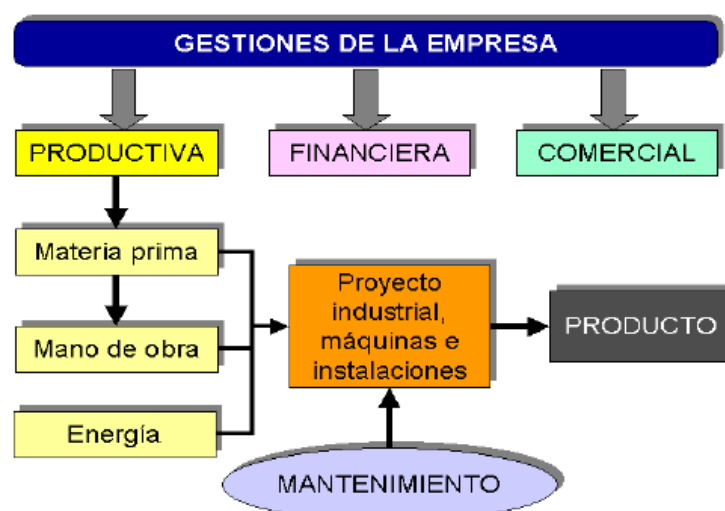 GESTIONES DE LA EMPRESA
PRODUCTIVA
FINANCIERA
COMERCIAL
Materia prima
Mano de obra
Energía
Proyecto
industrial,
máquinas e
instalaciones
PRODUCTO
MANTENIMIENTO